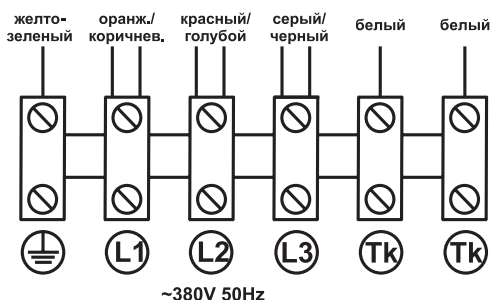 желто-
зеленый
оранж./
коричнев.
красный/
голубой
серый/
черный
белый
белый
L1
L2
L3
Tk
Tk
~380V 50Hz